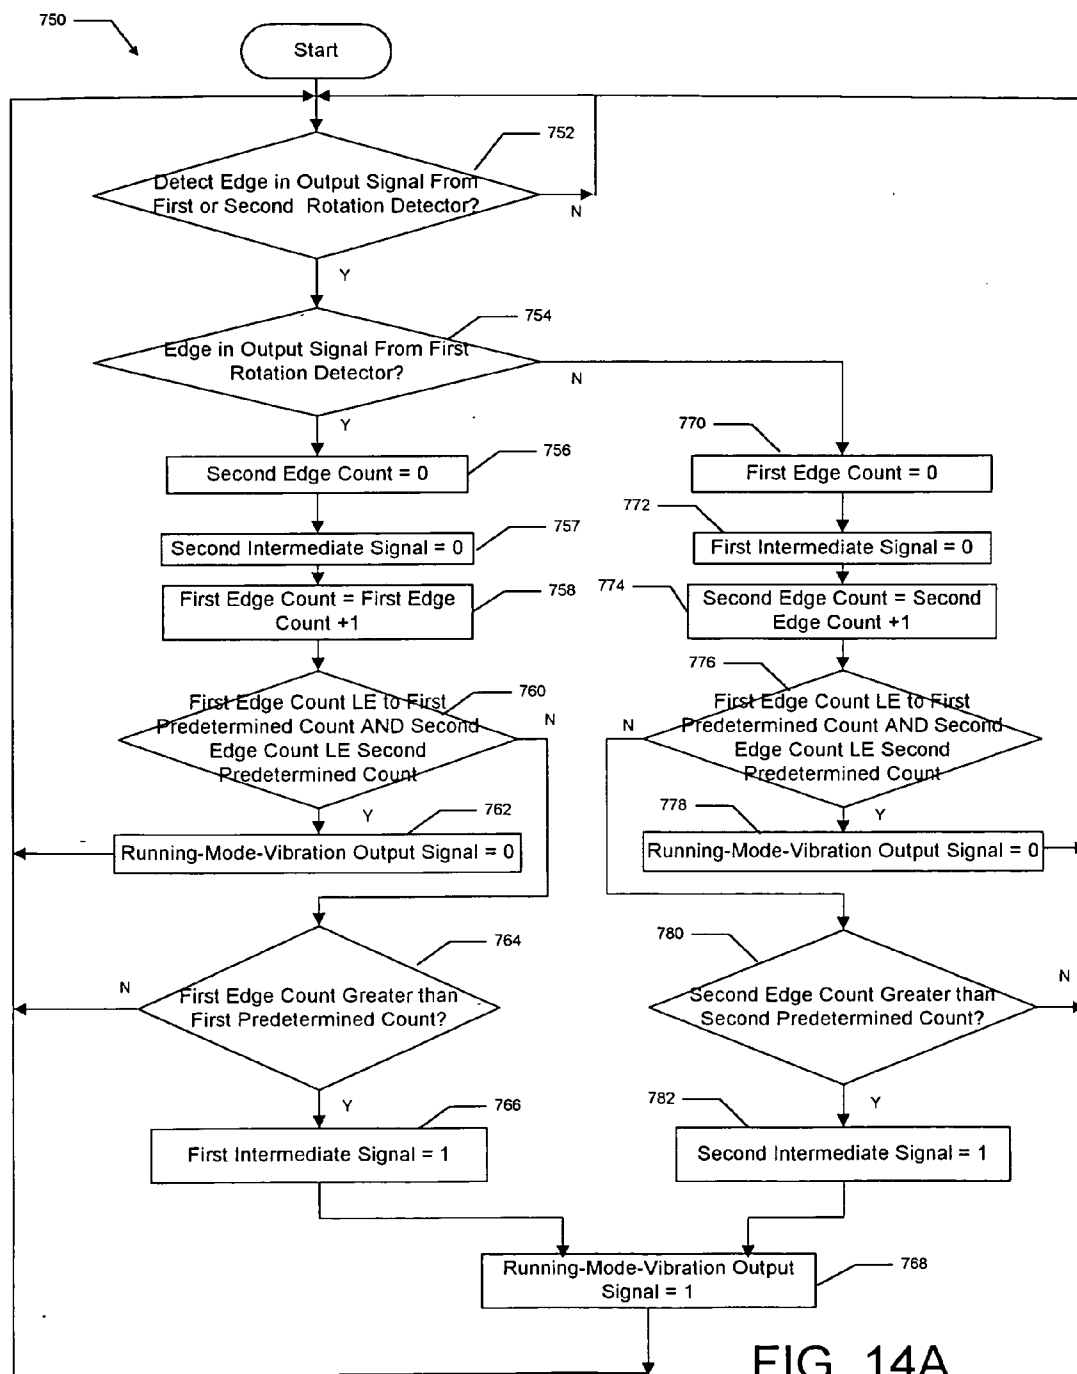 750
Start
752
Detect Edge in Output Signal From
First or Second Rotation Detector?
N
Y
754
Edge in Output Signal From First
Rotation Detector?
N
Y
756
Second Edge Count = 0
770
First Edge Count = 0
757
Second Intermediate Signal = 0
772
First Intermediate Signal = 0
758
First Edge Count = First Edge
Count +1
774
Second Edge Count = Second
Edge Count +1
760
First Edge Count LE to First
Predetermined Count AND Second
Edge Count LE Second
Predetermined Count
N
Y
776
First Edge Count LE to First
Predetermined Count AND Second
Edge Count LE Second
Predetermined Count
N
Y
762
Running-Mode-Vibration Output Signal = 0
778
Running-Mode-Vibration Output Signal = 0
764
First Edge Count Greater than
First Predetermined Count?
N
Y
780
Second Edge Count Greater than
Second Predetermined Count?
N
Y
766
First Intermediate Signal = 1
782
Second Intermediate Signal = 1
768
Running-Mode-Vibration Output
Signal = 1
FIG. 14A